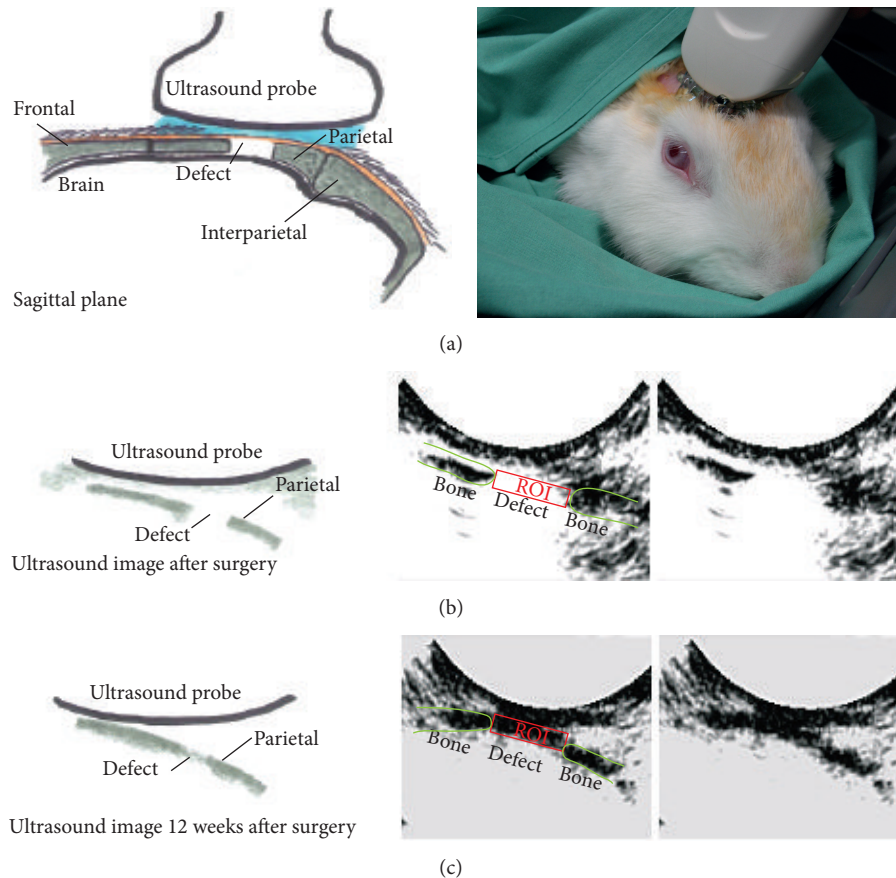 Ultrasound probe
Frontal
Parietal
Defect
Brain
Interparietal
Sagittal plane
(a)
Ultrasound probe
Parietal
Defect
Ultrasound image after surgery
ROI
Bone
Defect
Bone
(b)
Ultrasound probe
Parietal
Defect
Ultrasound image 12 weeks after surgery
ROI
Bone
Defect
Bone
(c)